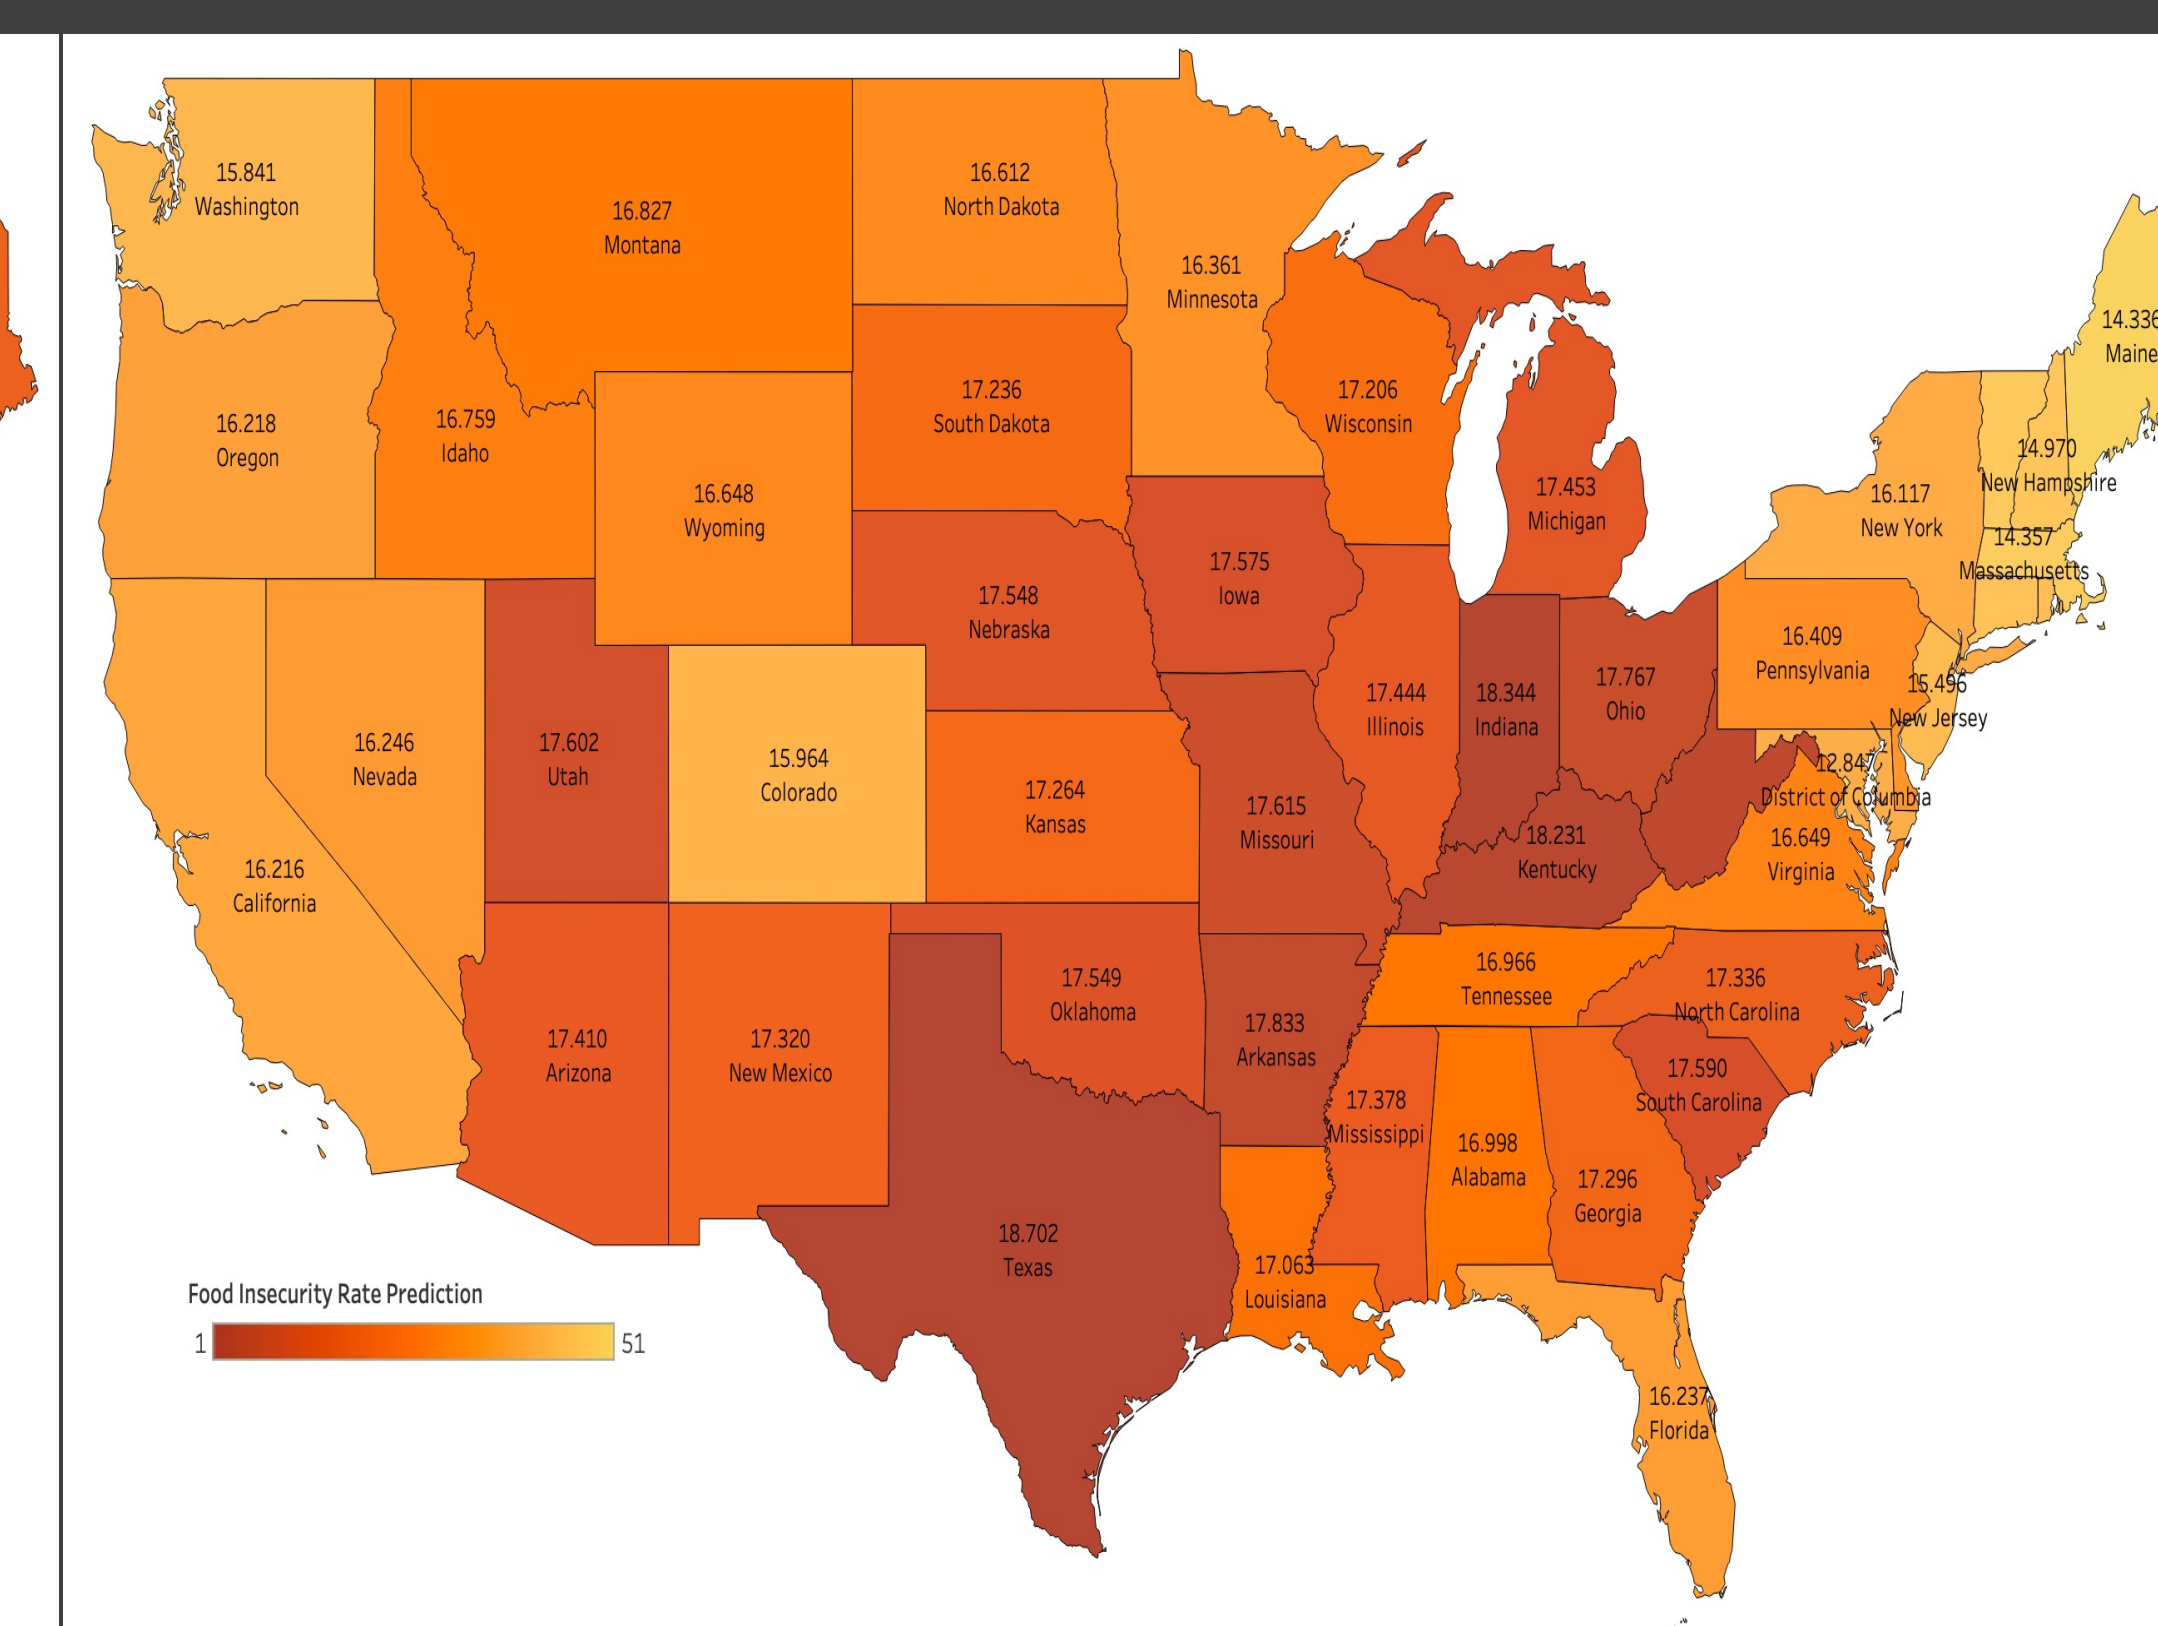 15.841
Washington
16.827
Montana
16.612
North Dakota
16.361
Minnesota
14.336
Maine
17.236
South Dakota
17.206
Wisconsin
16.218
Oregon
16.759
Idaho
14.970
New Hampshire
16.648
Wyoming
17.453
Michigan
16.117
New York
14.357
Massachusetts
17.575
Iowa
17.548
Nebraska
16.409
Pennsylvania
17.444
Illinois
18.344
Indiana
17.767
Ohio
15.496
New Jersey
16.246
Nevada
17.602
Utah
15.964
Colorado
17.264
Kansas
17.615
Missouri
12.847
District of Columbia
18.231
Kentucky
16.649
Virginia
16.216
California
16.966
Tennessee
17.336
North Carolina
17.549
Oklahoma
17.833
Arkansas
17.410
Arizona
17.320
New Mexico
17.590
South Carolina
17.378
Mississippi
16.998
Alabama
17.296
Georgia
18.702
Texas
17.063
Louisiana
Food Insecurity Rate Prediction
1 51
16.237
Florida